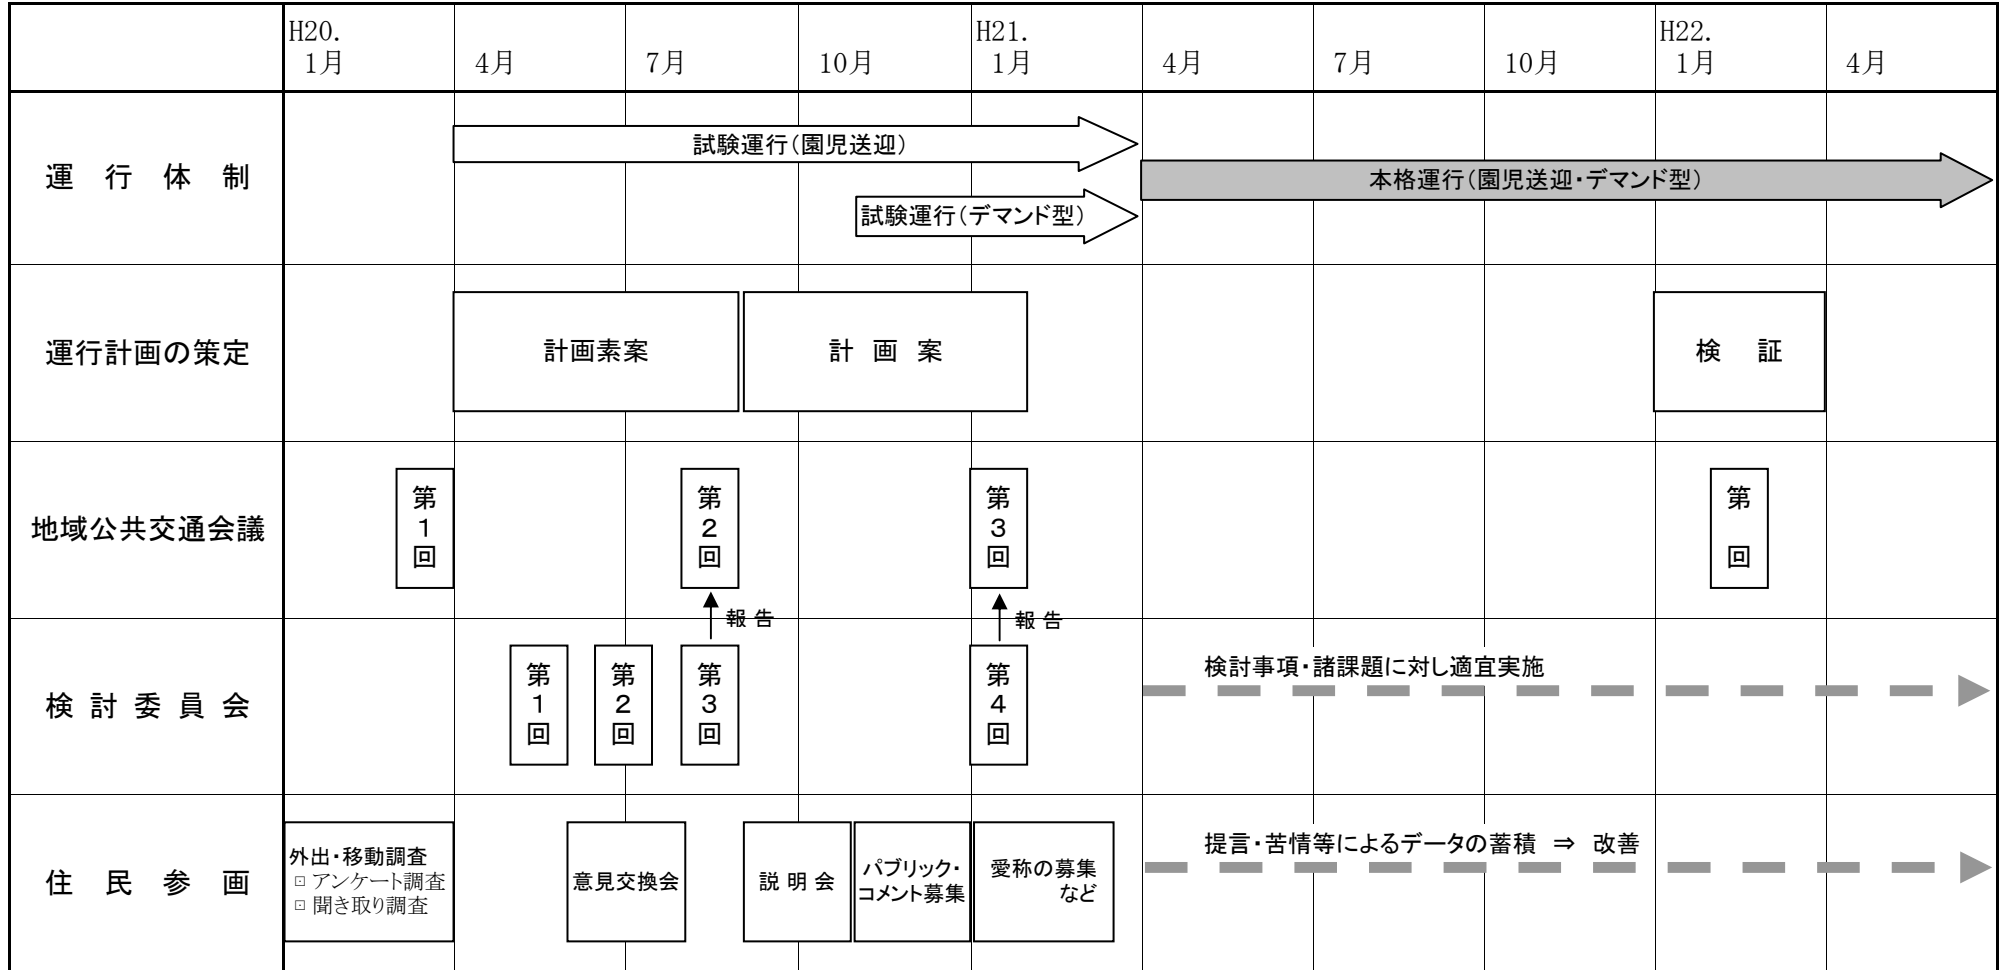 H20.
1月
4月
7月
10月
H21.
1月
4月
7月
10月
H22.
1月
4月
運行体制
試験運行(園児送迎)
試験運行(デマンド型)
本格運行(園児送迎・デマンド型)
運行計画の策定
計画素案
計画案
検証
地域公共交通会議
第1回
第2回
第3回
第 回
報告
報告
検討委員会
第1回
第2回
第3回
第4回
検討事項・諸課題に対し適宜実施
住民参画
外出・移動調査
⊡ アンケート調査
⊡ 聞き取り調査
意見交換会
説明会
パブリック・
コメント募集
愛称の募集
など
提言・苦情等によるデータの蓄積 ⇒ 改善